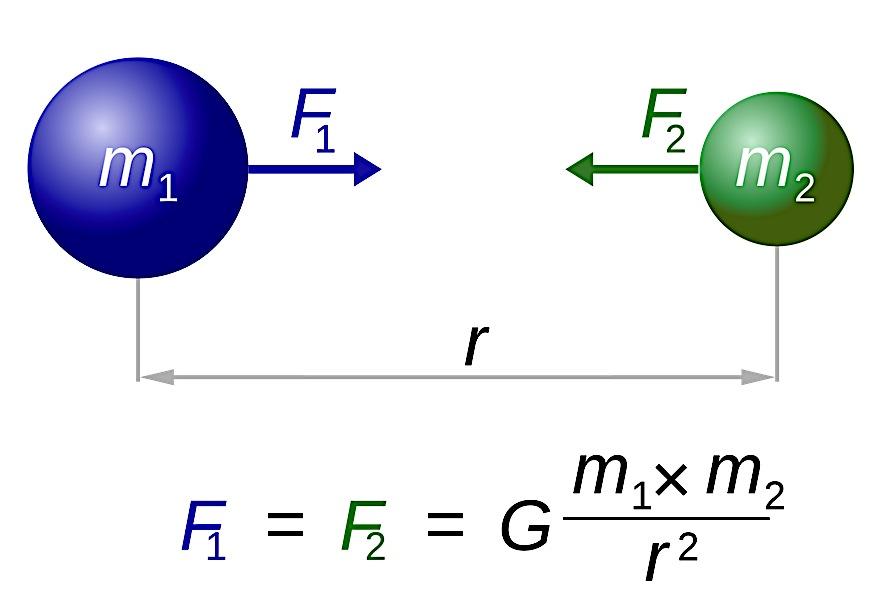 F₁ F₂
m₁ m₂
r
F₁ = F₂ = G (m₁ × m₂) / r²